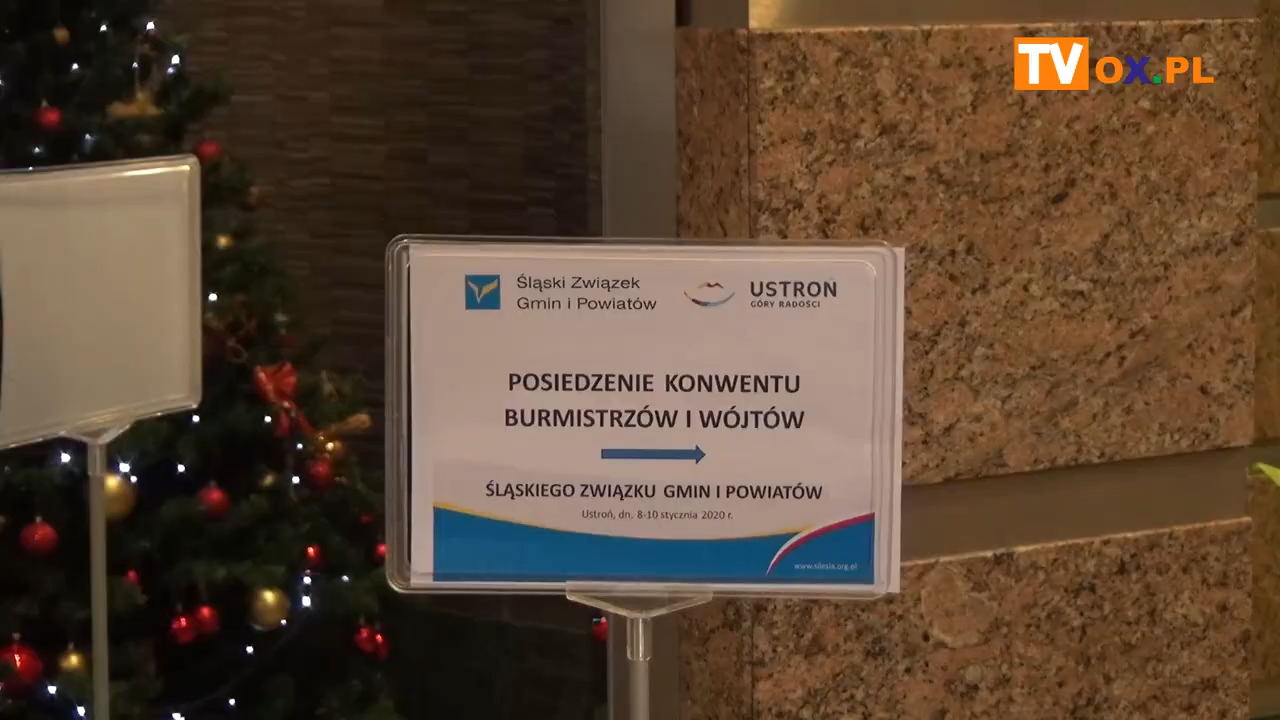 TVOX.PL
Śląski Związek
Gmin i Powiatów
USTROŃ
GÓRY RADOŚCI
POSIEDZENIE KONWENTU
BURMISTRZÓW I WÓJTÓW
ŚLĄSKIEGO ZWIĄZKU GMIN I POWIATÓW
Ustroń, dn. 8-10 stycznia 2020 r.
www.silesia.org.pl